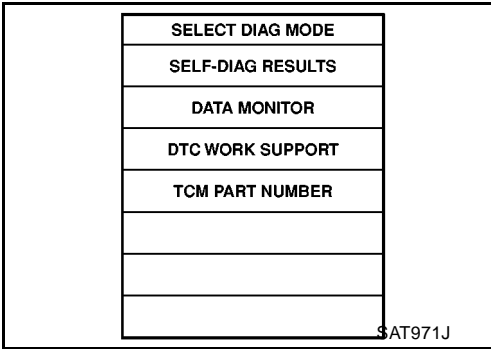 SELECT DIAG MODE
SELF-DIAG RESULTS
DATA MONITOR
DTC WORK SUPPORT
TCM PART NUMBER
SAT971J